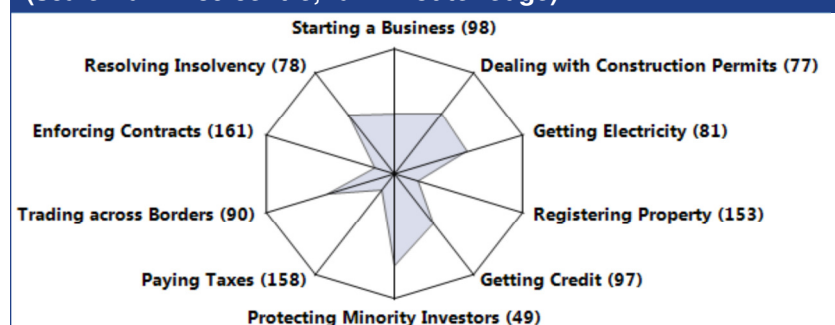 Starting a Business (98)
Resolving Insolvency (78)
Dealing with Construction Permits (77)
Enforcing Contracts (161)
Getting Electricity (81)
Trading across Borders (90)
Registering Property (153)
Paying Taxes (158)
Getting Credit (97)
Protecting Minority Investors (49)